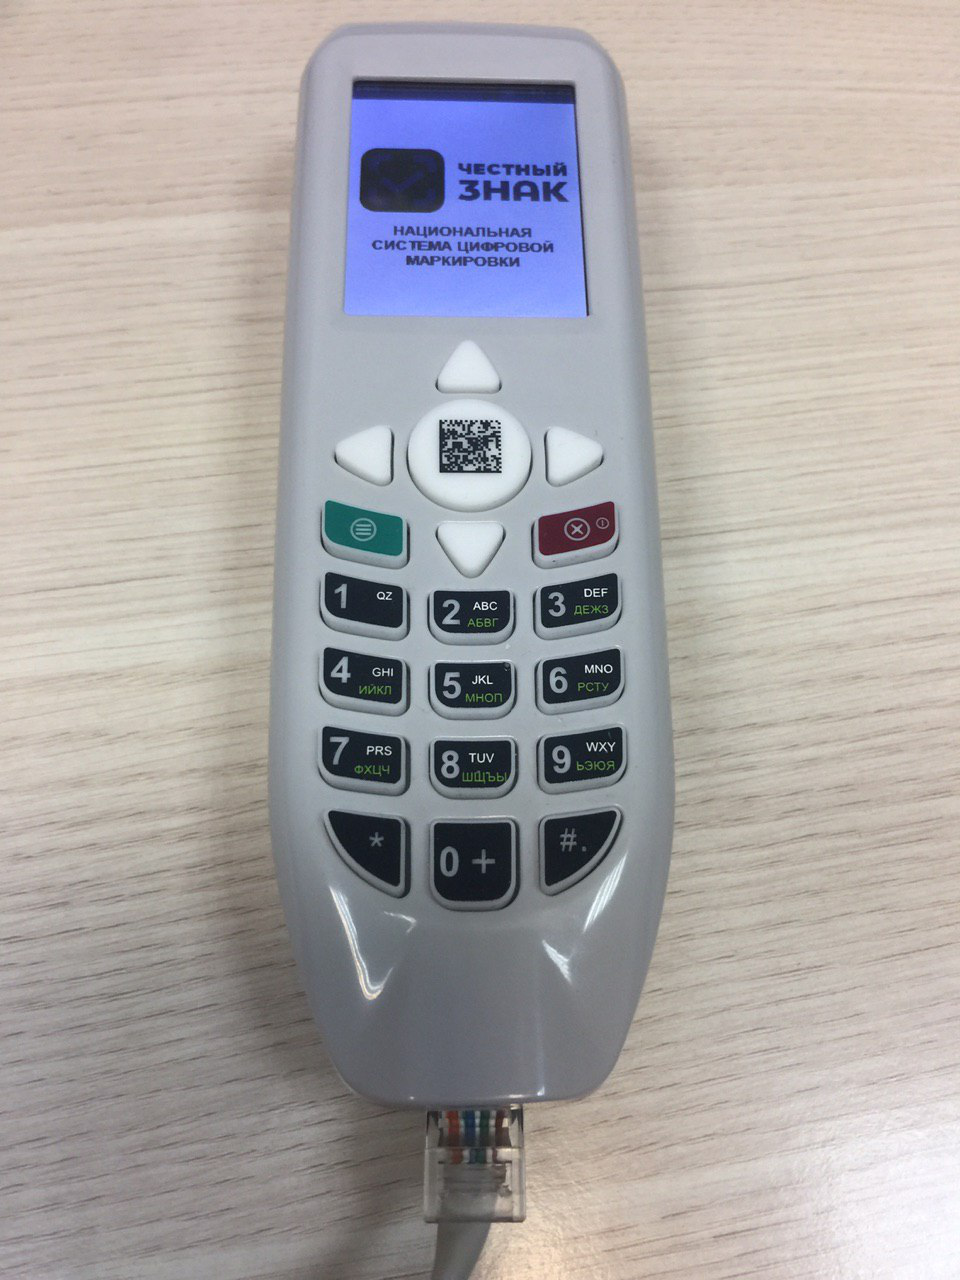 ЧЕСТНЫЙ
ЗНАК
НАЦИОНАЛЬНАЯ
СИСТЕМА ЦИФРОВОЙ
МАРКИРОВКИ
1 QZ
2 ABC
АБВГ
3 DEF
ДЕЖЗ
4 GHI
ИЙКЛ
5 JKL
МНОП
6 MNO
РСТУ
7 PRS
ФХЦЧ
8 TUV
ШЩЪЫ
9 WXY
ЬЭЮЯ
*
0 +
#.